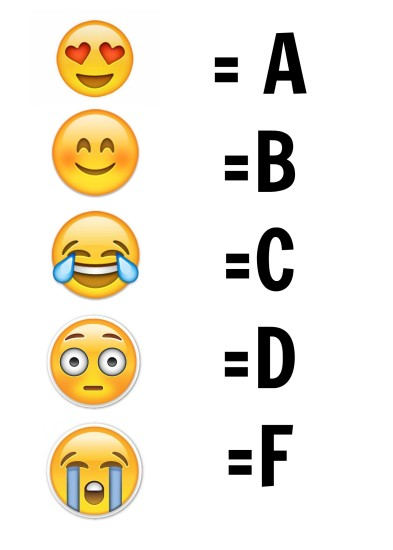 = A
=B
=C
=D
=F